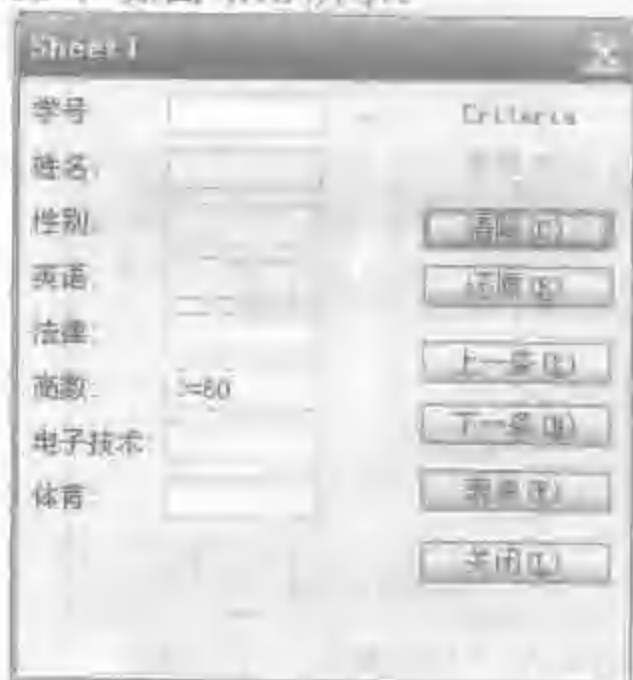 Sheet1
学号
Criteria
姓名:
性别:
清除(C)
英语:
还原(R)
法律:
上一条(P)
高数: >=80
下一条(N)
电子技术:
表单(F)
体育:
关闭(L)